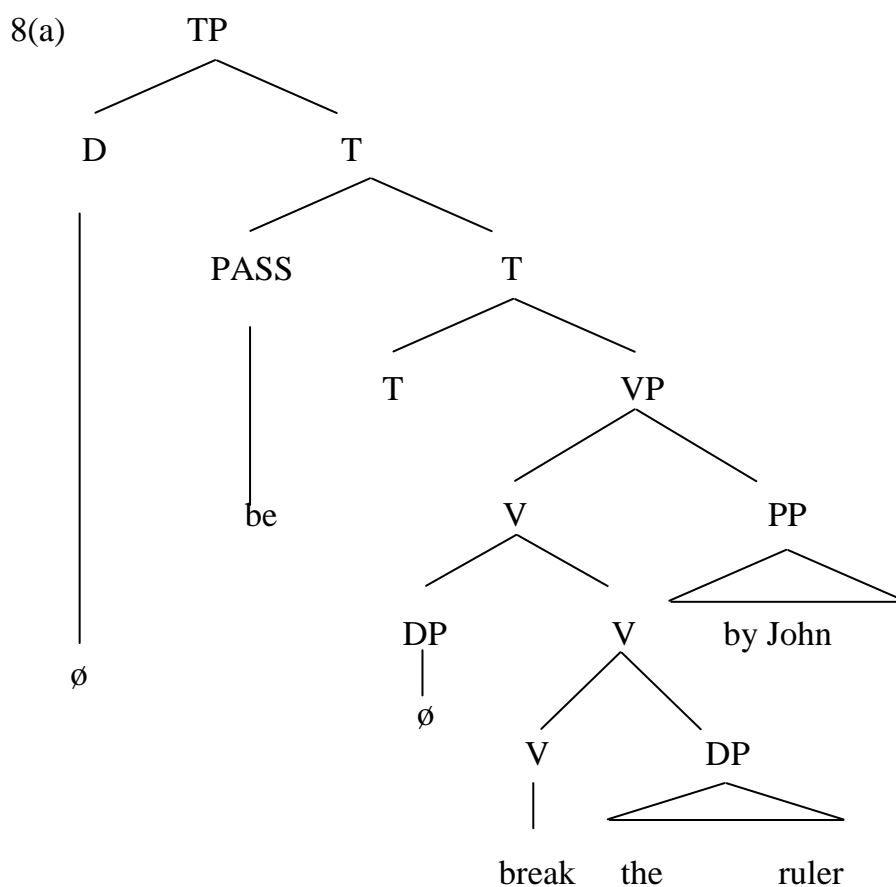 8(a) TP
D T
PASS T
T VP
be V PP
DP V by John
ø
ø
V DP
break the ruler